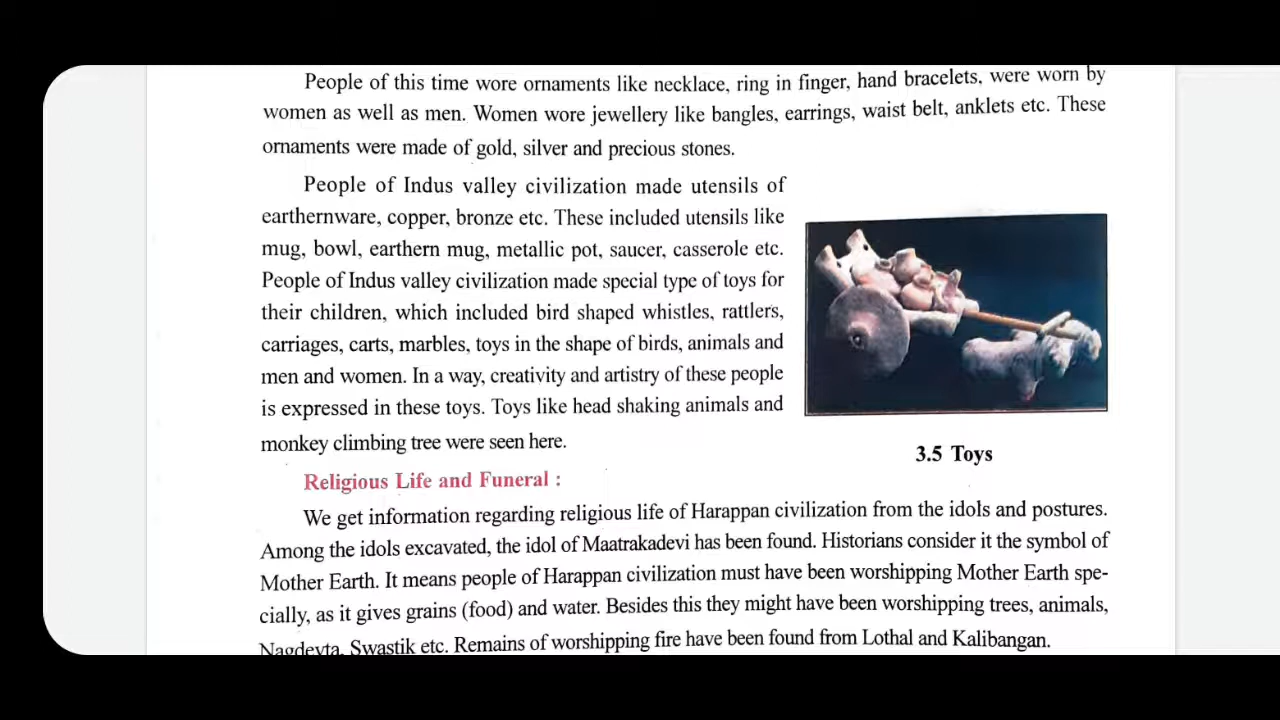 People of this time wore ornaments like necklace, ring in finger, hand bracelets, were worn by
women as well as men. Women wore jewellery like bangles, earrings, waist belt, anklets etc. These
ornaments were made of gold, silver and precious stones.
People of Indus valley civilization made utensils of
earthernware, copper, bronze etc. These included utensils like
mug, bowl, earthern mug, metallic pot, saucer, casserole etc.
People of Indus valley civilization made special type of toys for
their children, which included bird shaped whistles, rattlers,
carriages, carts, marbles, toys in the shape of birds, animals and
men and women. In a way, creativity and artistry of these people
is expressed in these toys. Toys like head shaking animals and
monkey climbing tree were seen here.
3.5 Toys
Religious Life and Funeral :
We get information regarding religious life of Harappan civilization from the idols and postures.
Among the idols excavated, the idol of Maatrakadevi has been found. Historians consider it the symbol of
Mother Earth. It means people of Harappan civilization must have been worshipping Mother Earth spe-
cially, as it gives grains (food) and water. Besides this they might have been worshipping trees, animals,
Nagdevta, Swastik etc. Remains of worshipping fire have been found from Lothal and Kalibangan.